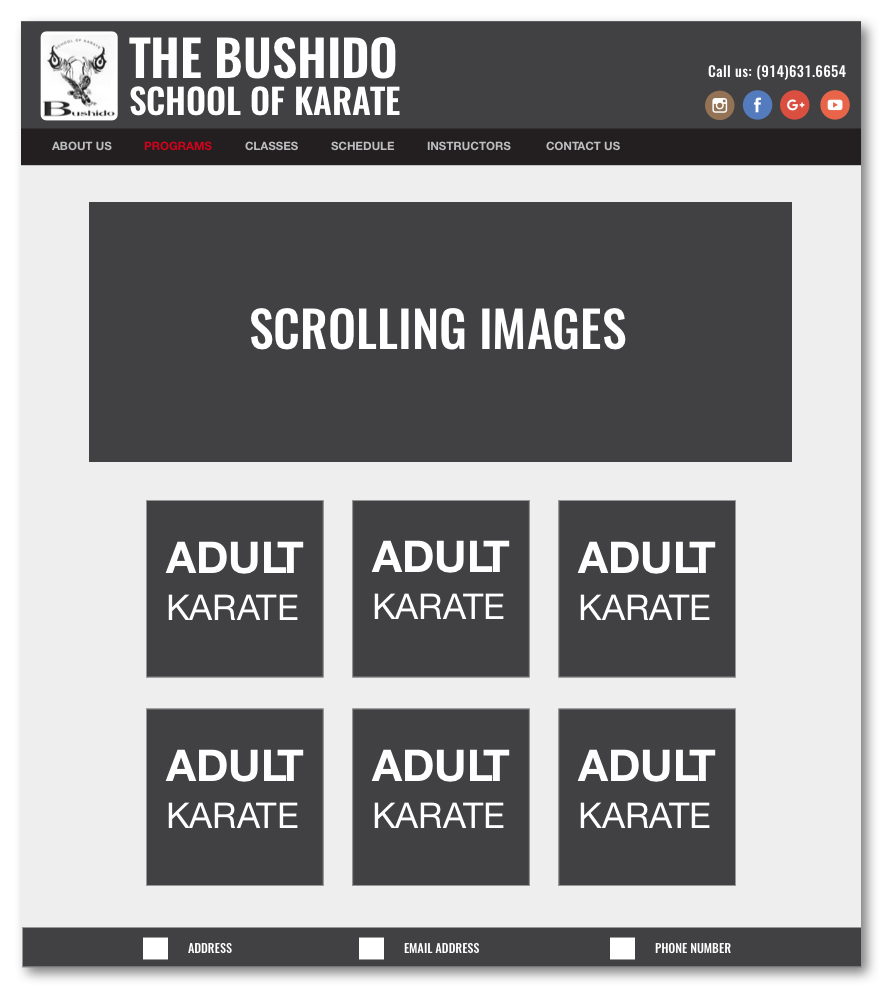 SCHOOL OF KARATE
Bushido
THE BUSHIDO
SCHOOL OF KARATE
Call us: (914)631.6654
f G+
ABOUT US PROGRAMS CLASSES SCHEDULE INSTRUCTORS CONTACT US
SCROLLING IMAGES
ADULT ADULT ADULT
KARATE KARATE KARATE
ADULT ADULT ADULT
KARATE KARATE KARATE
ADDRESS EMAIL ADDRESS PHONE NUMBER